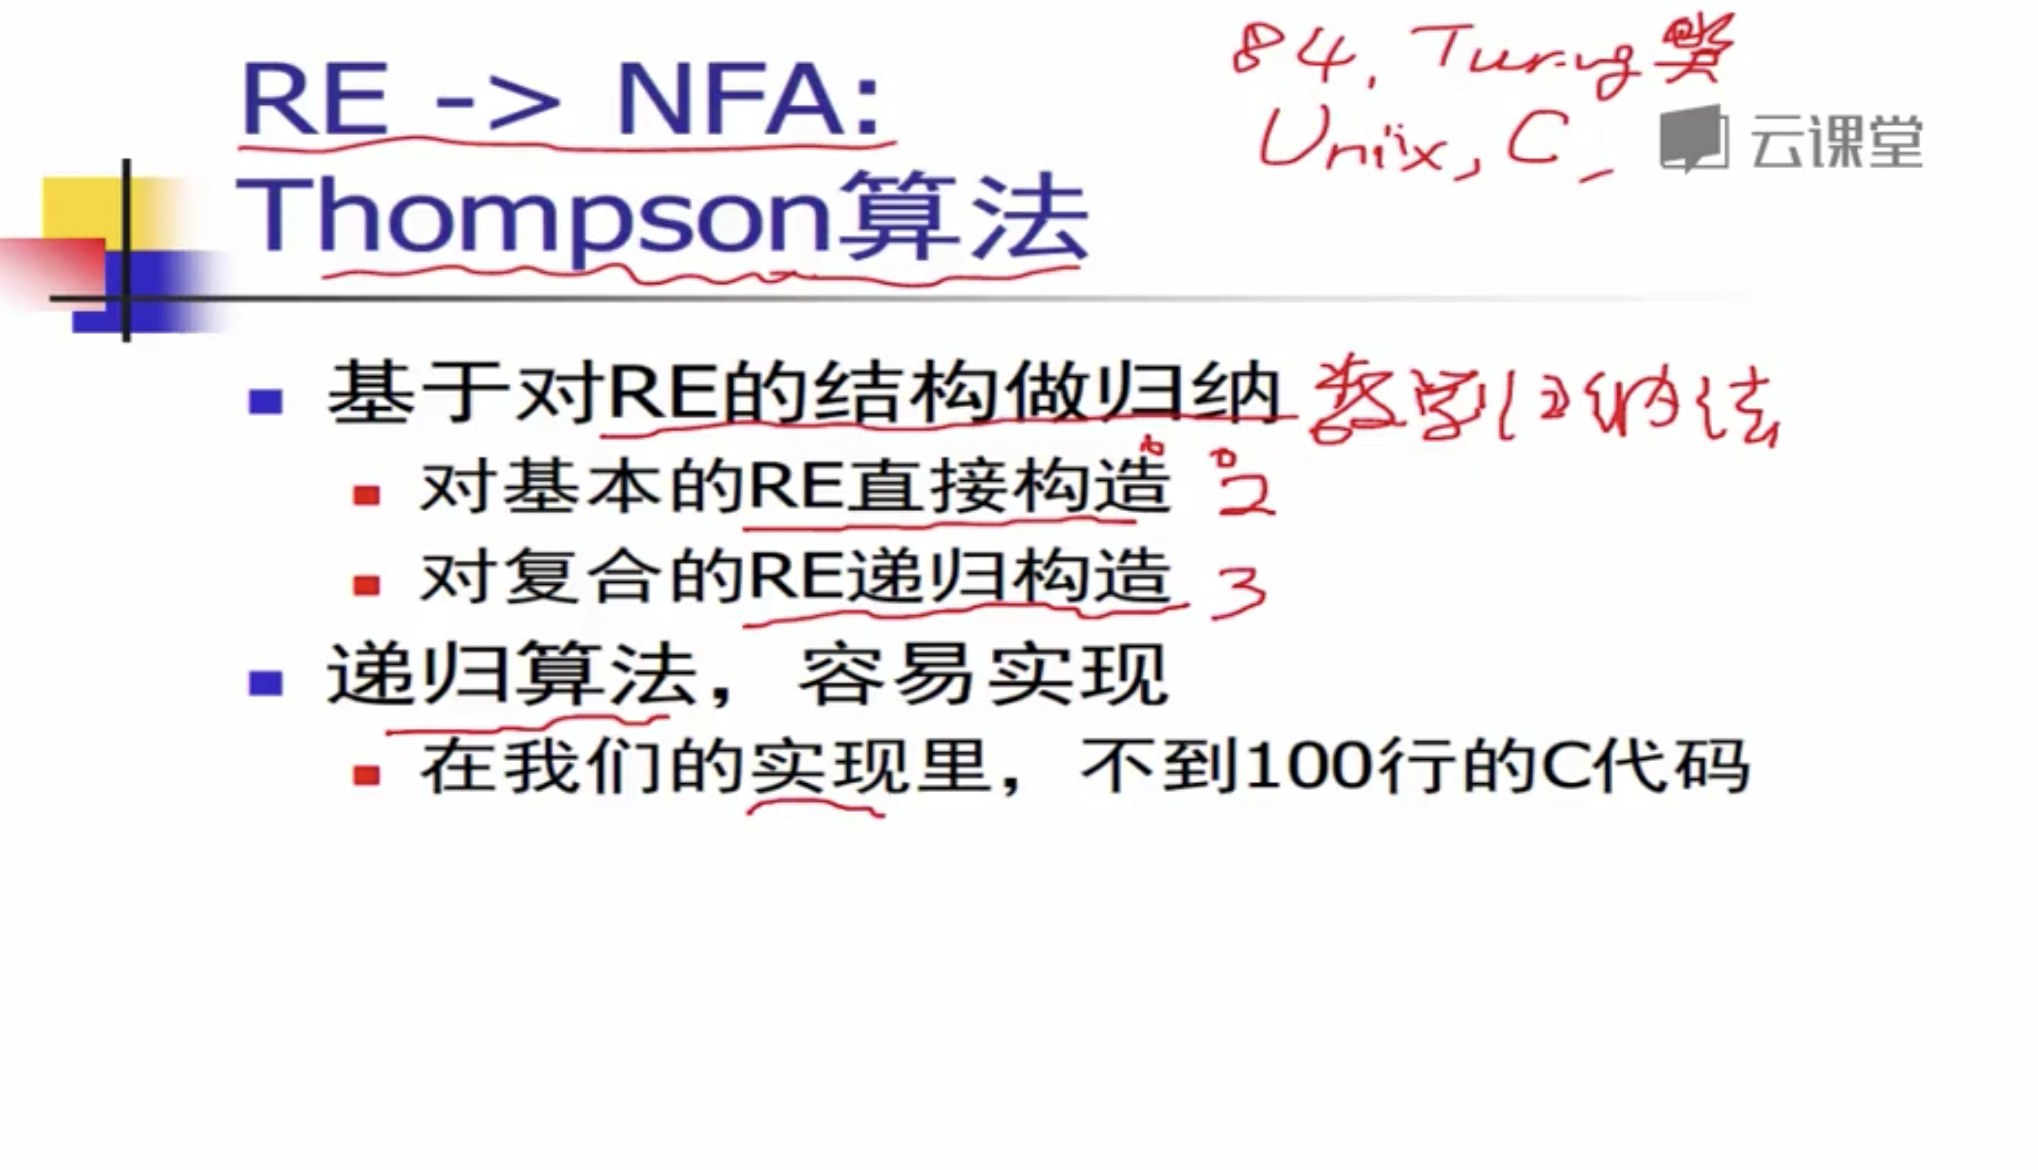 84, Turing奖
RE -> NFA:
Unix, C,
云课堂
Thompson算法
基于对RE的结构做归纳 数学归纳法
对基本的RE直接构造 2
对复合的RE递归构造 3
递归算法，容易实现
在我们的实现里，不到100行的C代码